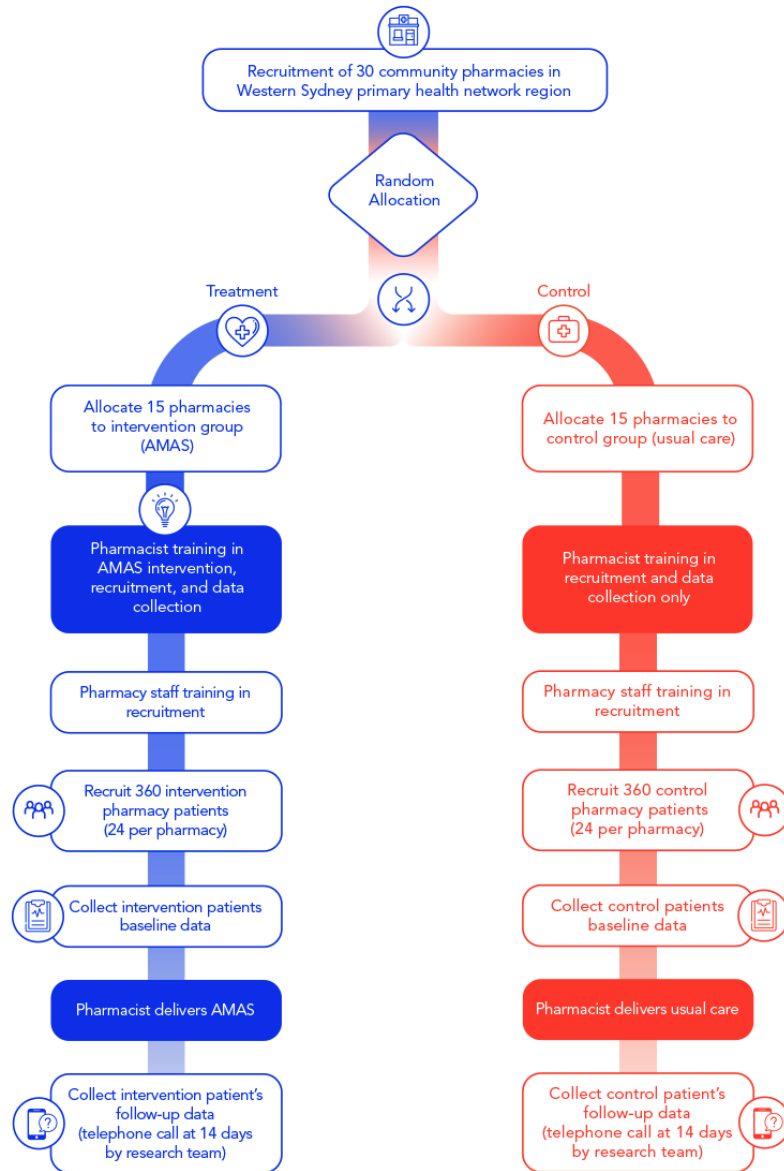 Recruitment of 30 community pharmacies in
Western Sydney primary health network region
Random
Allocation
Treatment
Control
Allocate 15 pharmacies
to intervention group
(AMAS)
Allocate 15 pharmacies to
control group (usual care)
Pharmacist training in
AMAS intervention,
recruitment, and data
collection
Pharmacist training in
recruitment and data
collection only
Pharmacy staff training in
recruitment
Pharmacy staff training in
recruitment
Recruit 360 intervention
pharmacy patients
(24 per pharmacy)
Recruit 360 control
pharmacy patients
(24 per pharmacy)
Collect intervention patients
baseline data
Collect control patients
baseline data
Pharmacist delivers AMAS
Pharmacist delivers usual care
Collect intervention patient’s
follow-up data
(telephone call at 14 days
by research team)
Collect control patient’s
follow-up data
(telephone call at 14 days
by research team)